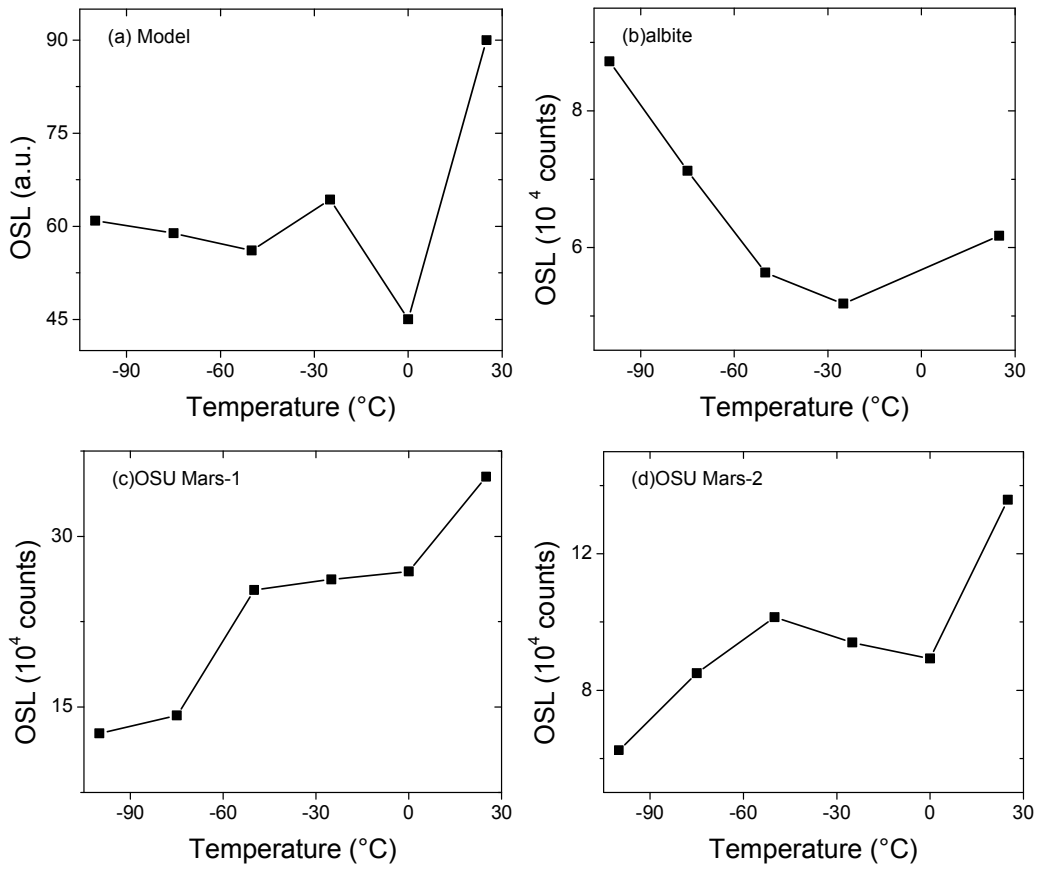 (a) Model
90
75
60
45
OSL (a.u.)
-90 -60 -30 0 30
Temperature (°C)
(b)albite
8
6
OSL (10⁴ counts)
-90 -60 -30 0 30
Temperature (°C)
(c)OSU Mars-1
30
15
OSL (10⁴ counts)
-90 -60 -30 0 30
Temperature (°C)
(d)OSU Mars-2
12
8
OSL (10⁴ counts)
-90 -60 -30 0 30
Temperature (°C)